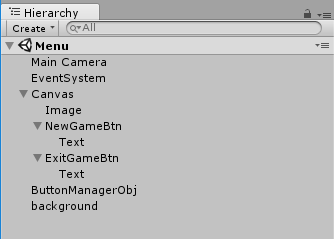 Hierarchy
Create All
Menu
Main Camera
EventSystem
Canvas
Image
NewGameBtn
Text
ExitGameBtn
Text
ButtonManagerObj
background